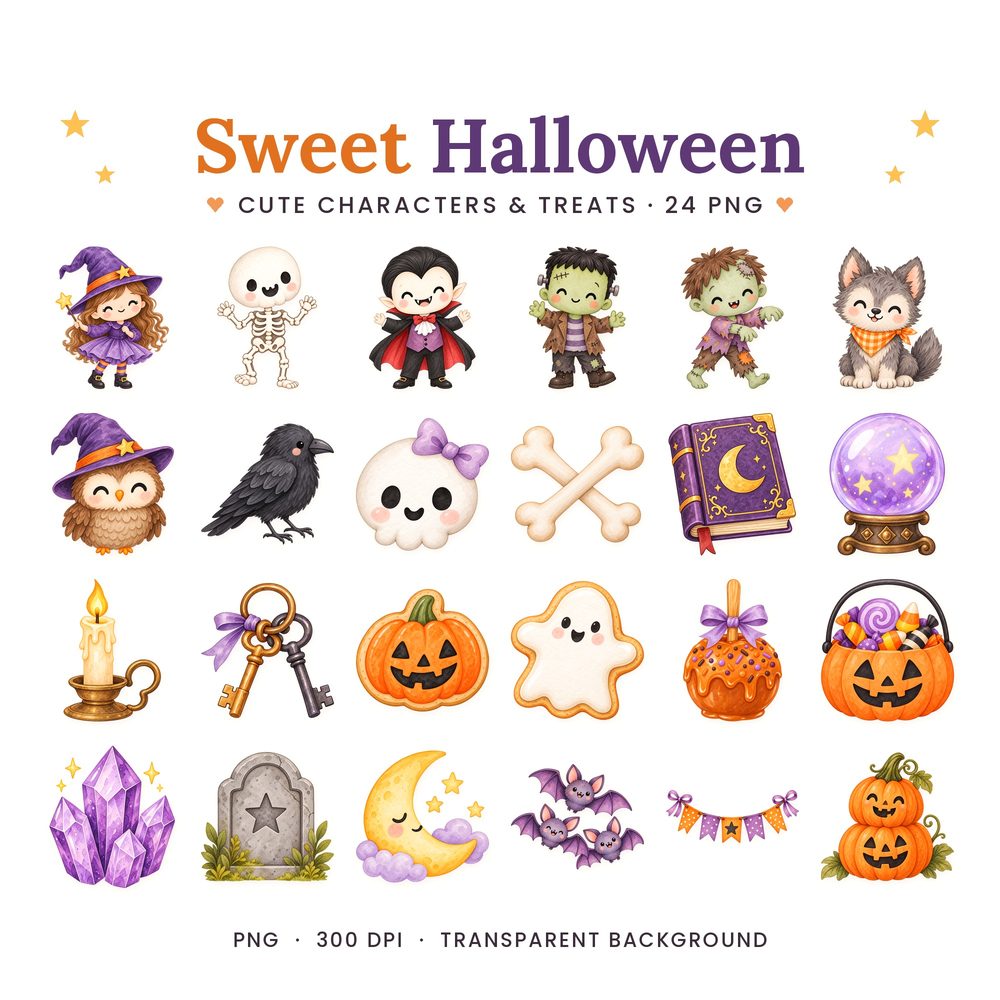 Sweet Halloween
CUTE CHARACTERS & TREATS · 24 PNG
PNG · 300 DPI · TRANSPARENT BACKGROUND